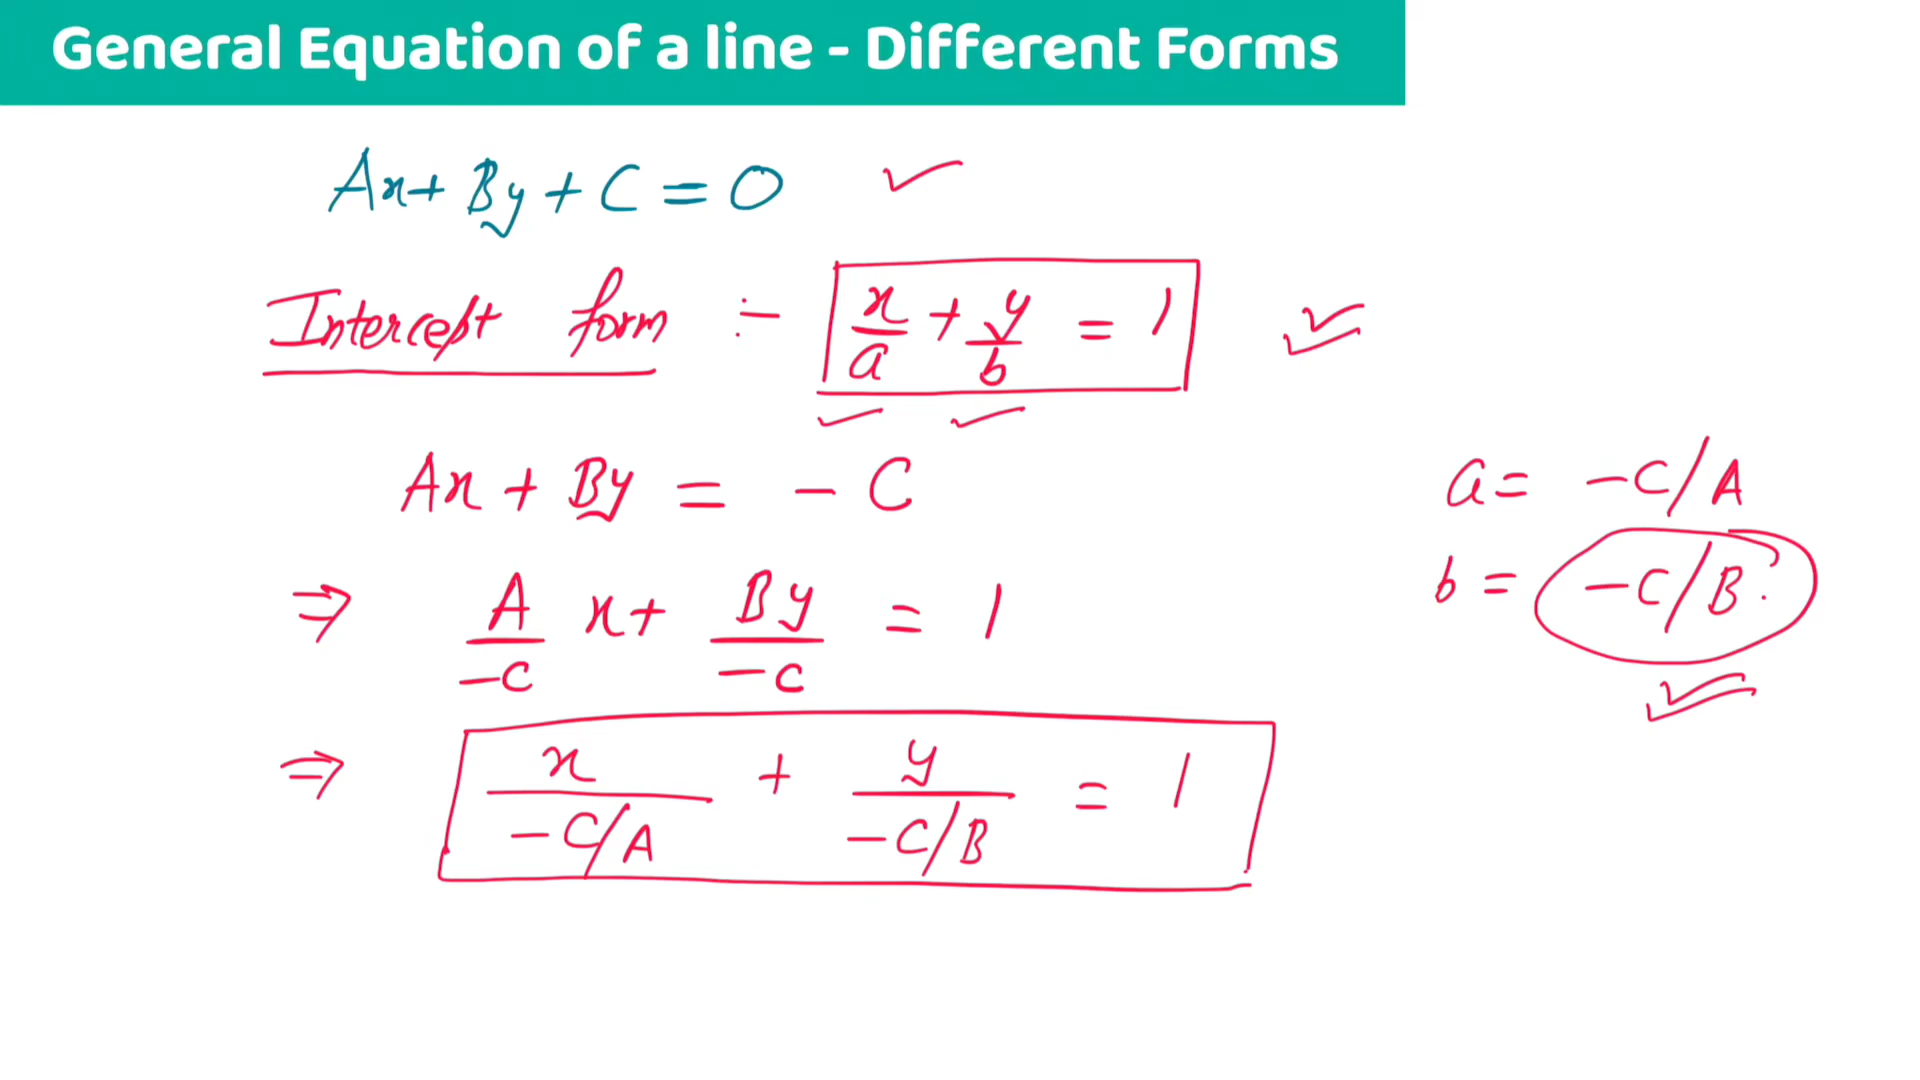 General Equation of a line - Different Forms
Ax + By + C = 0
Intercept form :- x/a + y/b = 1
Ax + By = - C
a = -C/A
b = -C/B
⇒ A/-C x + By/-C = 1
⇒ x/-C/A + y/-C/B = 1